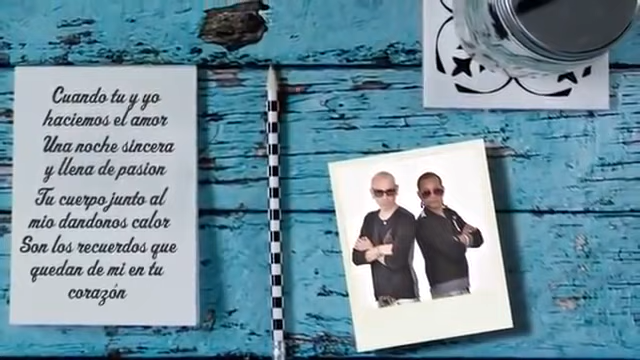 Cuando tu y yo
haciemos el amor
Una noche sincera
y llena de pasion
Tu cuerpo junto al
mio dandonos calor
Son los recuerdos que
quedan de mi en tu
corazón